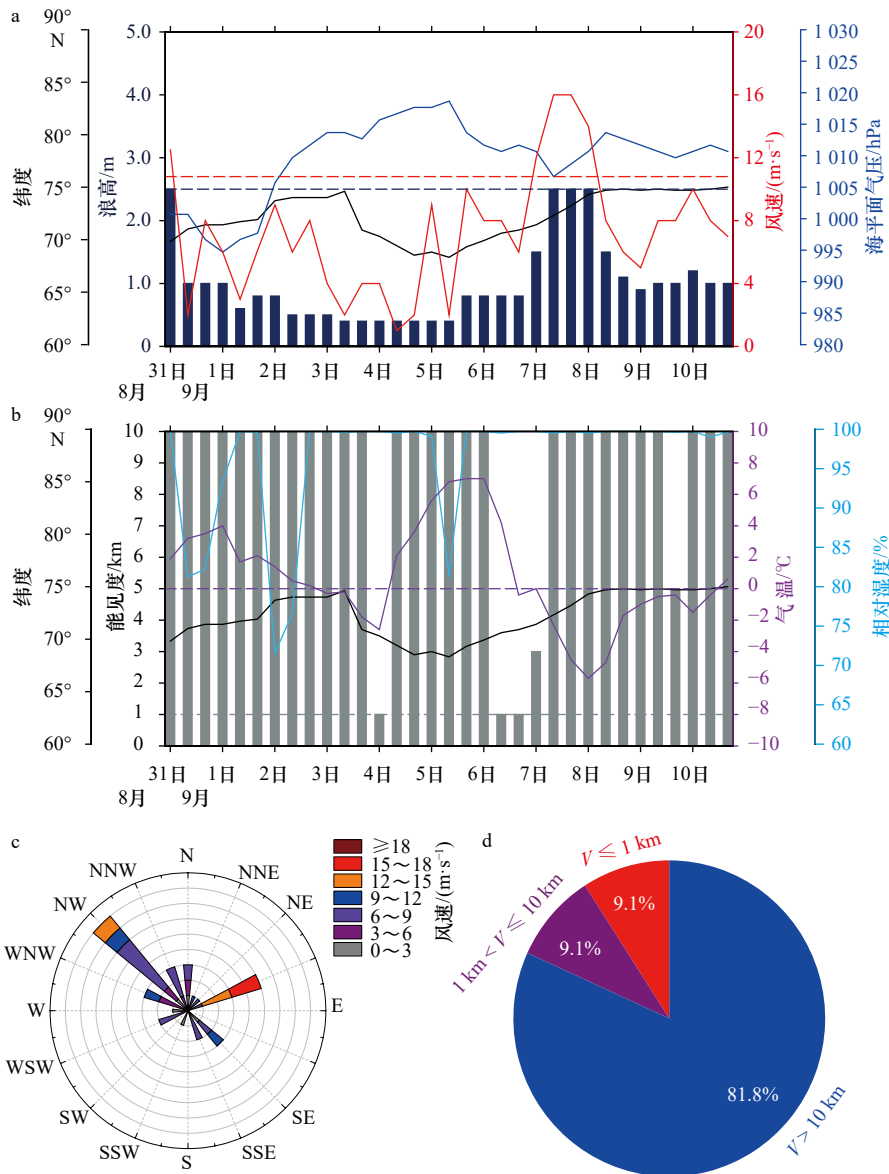 a
90°
N
85°
80°
75°
70°
65°
60°
纬度
5.0
4.0
3.0
2.0
1.0
0
浪高/m
20
16
12
8
4
0
风速/(m·s⁻¹)
1 030
1 025
1 020
1 015
1 010
1 005
1 000
995
990
985
980
海平面气压/hPa
31日 1日 2日 3日 4日 5日 6日 7日 8日 9日 10日
8月 9月
b
90°
N
85°
80°
75°
70°
65°
60°
纬度
10
9
8
7
6
5
4
3
2
1
0
能见度/km
10
8
6
4
2
0
−2
−4
−6
−8
−10
气温/℃
100
95
90
85
80
75
70
65
60
相对湿度/%
31日 1日 2日 3日 4日 5日 6日 7日 8日 9日 10日
8月 9月
c
N
NNE
NE
E
SE
SSE
S
SSW
SW
WSW
W
WNW
NW
NNW
≥18
15～18
12～15
9～12
6～9
3～6
0～3
风速/(m·s⁻¹)
d
V ≤ 1 km
9.1%
1 km < V ≤ 10 km
9.1%
81.8%
V > 10 km